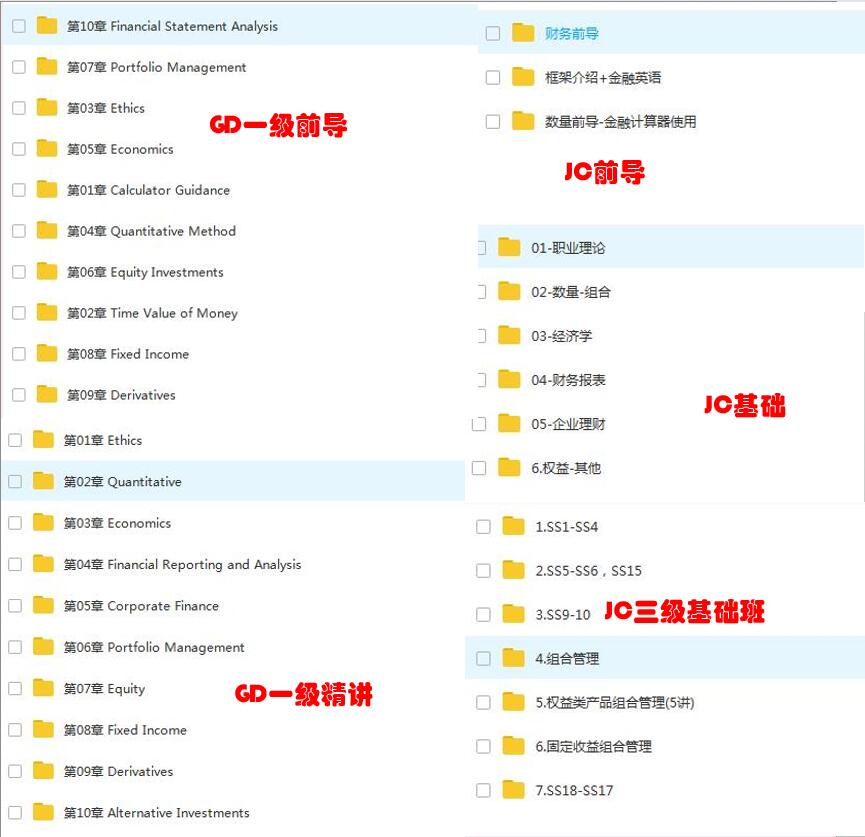 第10章 Financial Statement Analysis
第07章 Portfolio Management
第03章 Ethics
GD一级前导
第05章 Economics
第01章 Calculator Guidance
第04章 Quantitative Method
第06章 Equity Investments
第02章 Time Value of Money
第08章 Fixed Income
第09章 Derivatives
第01章 Ethics
第02章 Quantitative
第03章 Economics
第04章 Financial Reporting and Analysis
第05章 Corporate Finance
第06章 Portfolio Management
第07章 Equity
GD一级精讲
第08章 Fixed Income
第09章 Derivatives
第10章 Alternative Investments
财务前导
框架介绍+金融英语
数量前导-金融计算器使用
JC前导
01-职业理论
02-数量-组合
03-经济学
04-财务报表
JC基础
05-企业理财
6.权益-其他
1.SS1-SS4
2.SS5-SS6，SS15
3.SS9-10
JC三级基础班
4.组合管理
5.权益类产品组合管理(5讲)
6.固定收益组合管理
7.SS18-SS17